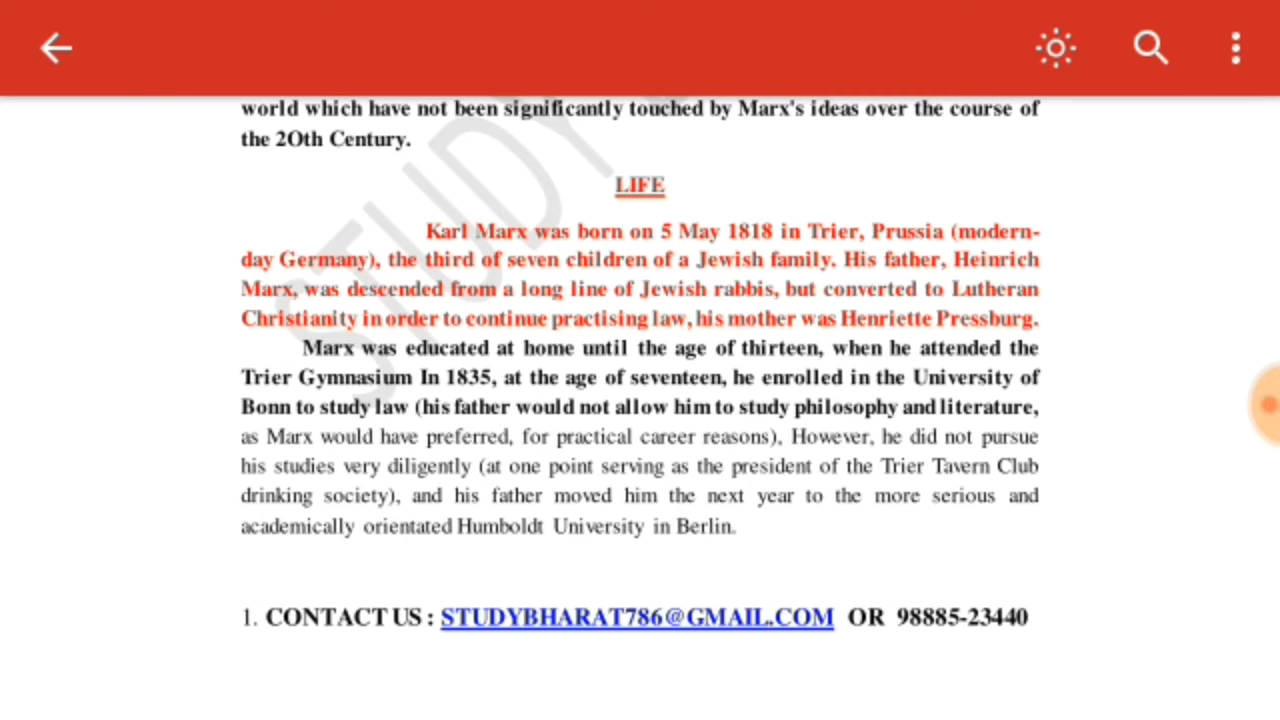 world which have not been significantly touched by Marx's ideas over the course of
the 2Oth Century.
LIFE
Karl Marx was born on 5 May 1818 in Trier, Prussia (modern-
day Germany), the third of seven children of a Jewish family. His father, Heinrich
Marx, was descended from a long line of Jewish rabbis, but converted to Lutheran
Christianity in order to continue practising law, his mother was Henriette Pressburg.
Marx was educated at home until the age of thirteen, when he attended the
Trier Gymnasium In 1835, at the age of seventeen, he enrolled in the University of
Bonn to study law (his father would not allow him to study philosophy and literature,
as Marx would have preferred, for practical career reasons), However, he did not pursue
his studies very diligently (at one point serving as the president of the Trier Tavern Club
drinking society), and his father moved him the next year to the more serious and
academically orientated Humboldt University in Berlin.
1. CONTACT US : STUDYBHARAT786@GMAIL.COM OR 98885-23440
STUDY